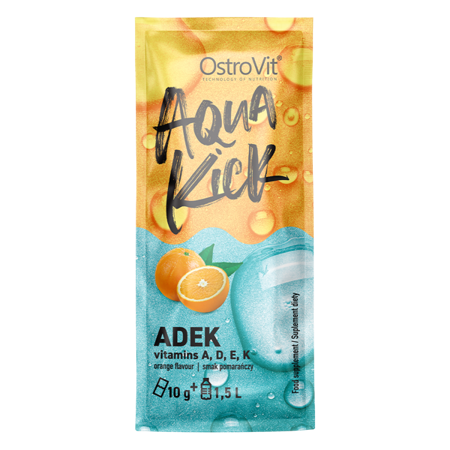 OstroVit®
TECHNOLOGY OF NUTRITION
AQUA
KICK
ADEK
vitamins A, D, E, K
orange flavour | smak pomarańczy
10 g + 1,5 L
Food supplement / Suplement diety